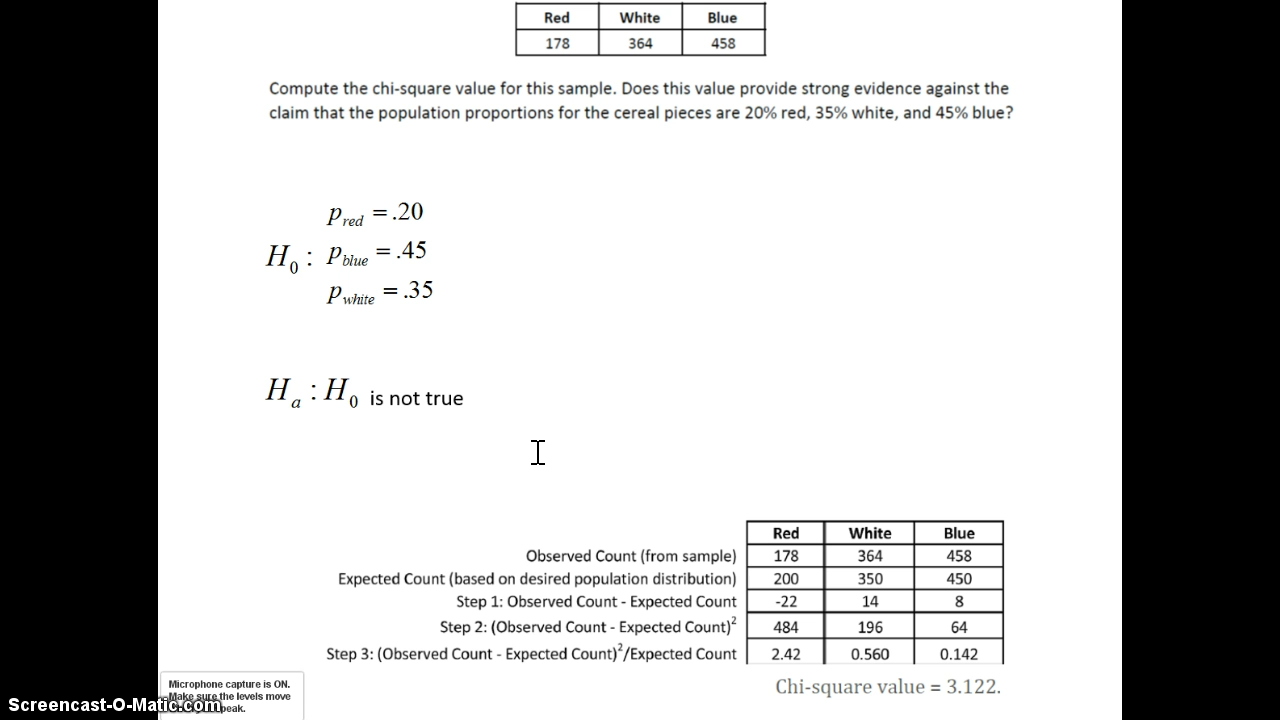 Red White Blue
178 364 458
Compute the chi-square value for this sample. Does this value provide strong evidence against the
claim that the population proportions for the cereal pieces are 20% red, 35% white, and 45% blue?
p_red = .20
H_0 : p_blue = .45
p_white = .35
H_a : H_0 is not true
Red White Blue
Observed Count (from sample) 178 364 458
Expected Count (based on desired population distribution) 200 350 450
Step 1: Observed Count - Expected Count -22 14 8
Step 2: (Observed Count - Expected Count)² 484 196 64
Step 3: (Observed Count - Expected Count)²/Expected Count 2.42 0.560 0.142
Chi-square value = 3.122.
Microphone capture is ON.
Make sure the levels move
peak.
Screencast-O-Matic.com